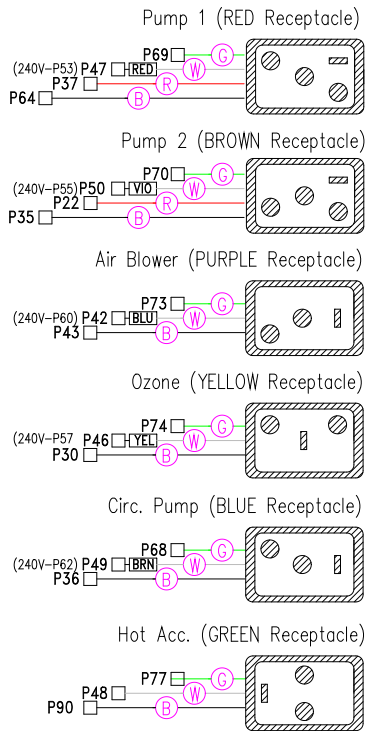 Pump 1 (RED Receptacle)
P69 G
(240V-P53) P47 RED W
P37 R
P64 B
Pump 2 (BROWN Receptacle)
P70 G
(240V-P55) P50 VIO W
P22 R
P35 B
Air Blower (PURPLE Receptacle)
P73 G
(240V-P60) P42 BLU W
P43 B
Ozone (YELLOW Receptacle)
P74 G
(240V-P57 P46 YEL W
P30 B
Circ. Pump (BLUE Receptacle)
P68 G
(240V-P62) P49 BRN W
P36 B
Hot Acc. (GREEN Receptacle)
P77 G
P48 W
P90 B